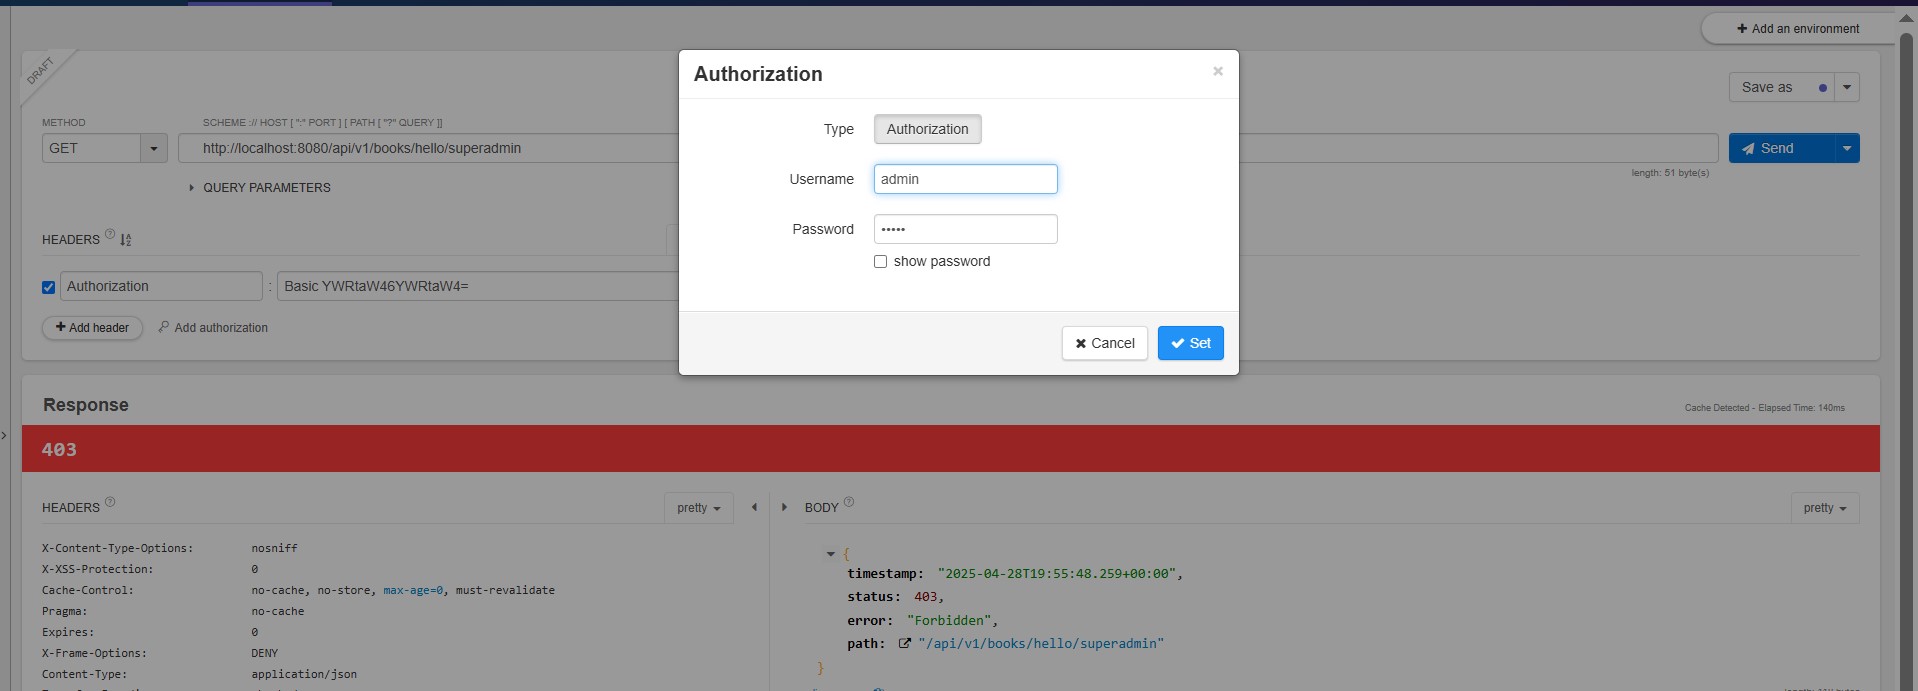 + Add an environment
DRAFT
Save as
METHOD
SCHEME :// HOST [ ":" PORT ] [ PATH [ "?" QUERY ]]
GET
http://localhost:8080/api/v1/books/hello/superadmin
Send
length: 51 byte(s)
QUERY PARAMETERS
HEADERS
Authorization : Basic YWRtaW46YWRtaW4=
+ Add header
Add authorization
Authorization
×
Type Authorization
Username admin
Password •••••
show password
Cancel
Set
Response
Cache Detected - Elapsed Time: 140ms
403
HEADERS
pretty
X-Content-Type-Options: nosniff
X-XSS-Protection: 0
Cache-Control: no-cache, no-store, max-age=0, must-revalidate
Pragma: no-cache
Expires: 0
X-Frame-Options: DENY
Content-Type: application/json
BODY
pretty
{
timestamp: "2025-04-28T19:55:48.259+00:00",
status: 403,
error: "Forbidden",
path: "/api/v1/books/hello/superadmin"
}